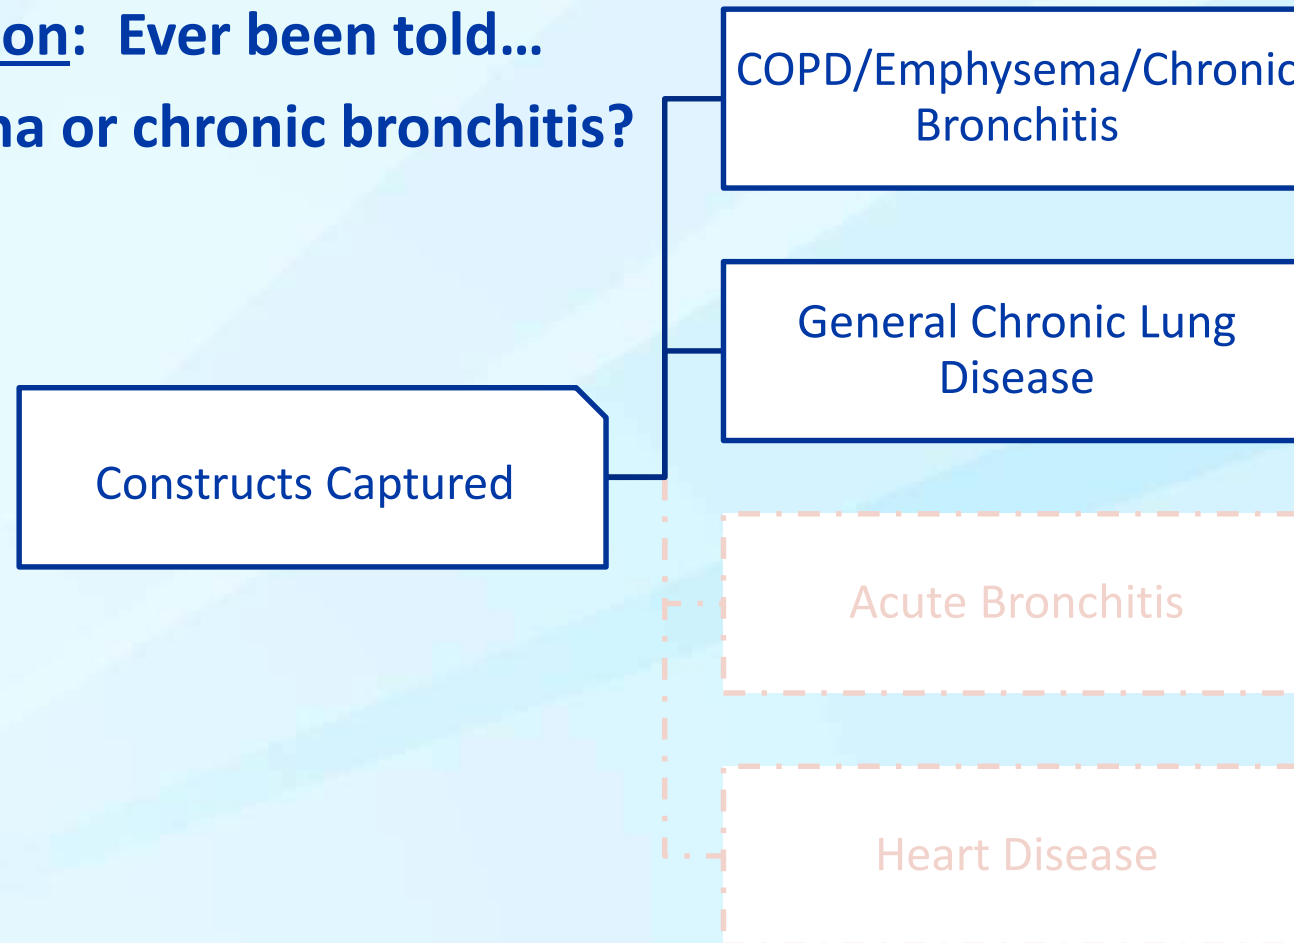 on: Ever been told…
na or chronic bronchitis?
COPD/Emphysema/Chronic
Bronchitis
General Chronic Lung
Disease
Constructs Captured
Acute Bronchitis
Heart Disease